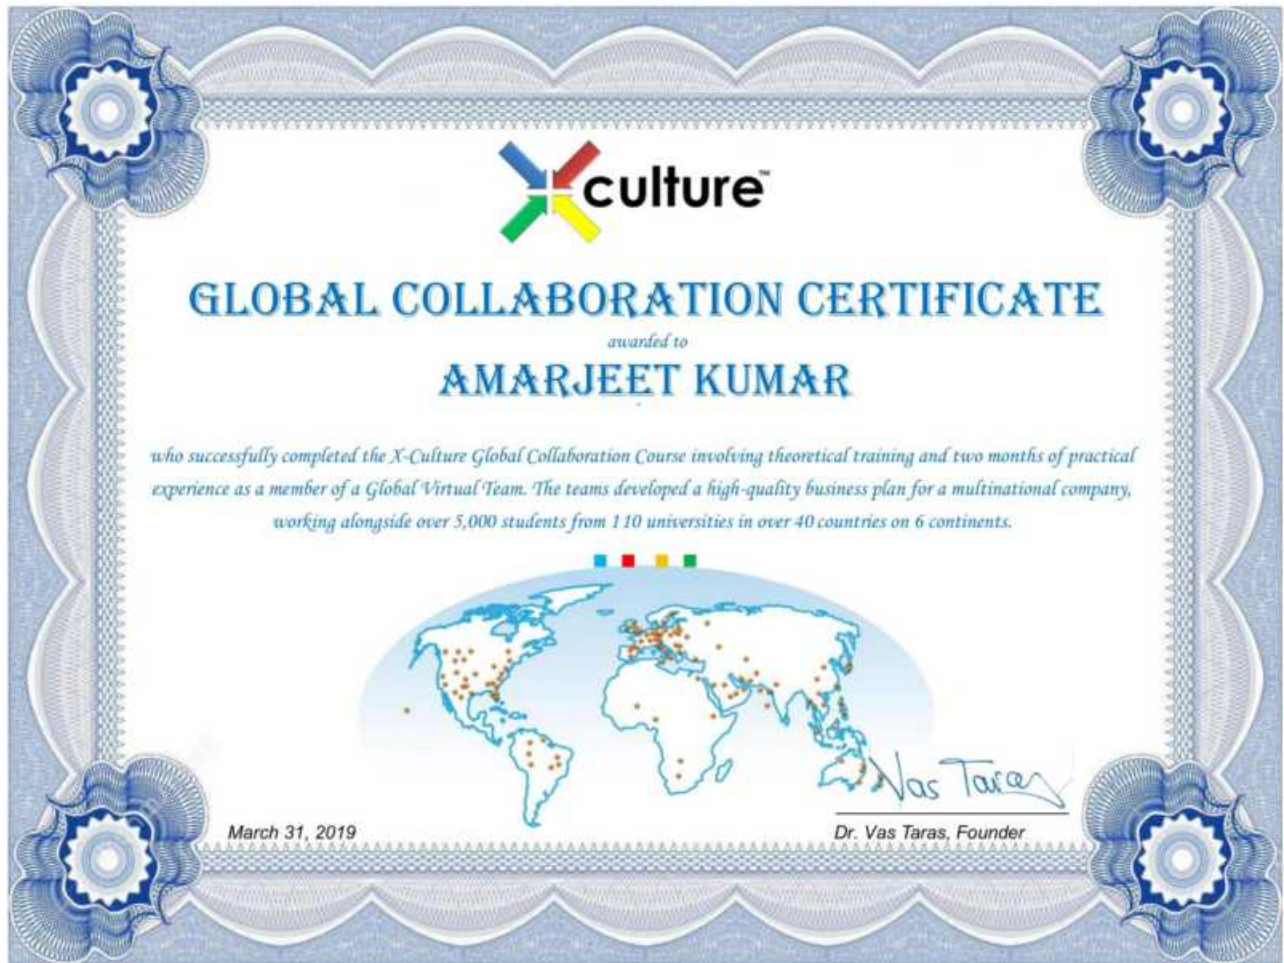 culture™
GLOBAL COLLABORATION CERTIFICATE
awarded to
AMARJEET KUMAR
who successfully completed the X-Culture Global Collaboration Course involving theoretical training and two months of practical
experience as a member of a Global Virtual Team. The teams developed a high-quality business plan for a multinational company,
working alongside over 5,000 students from 110 universities in over 40 countries on 6 continents.
Vas Taras
March 31, 2019
Dr. Vas Taras, Founder